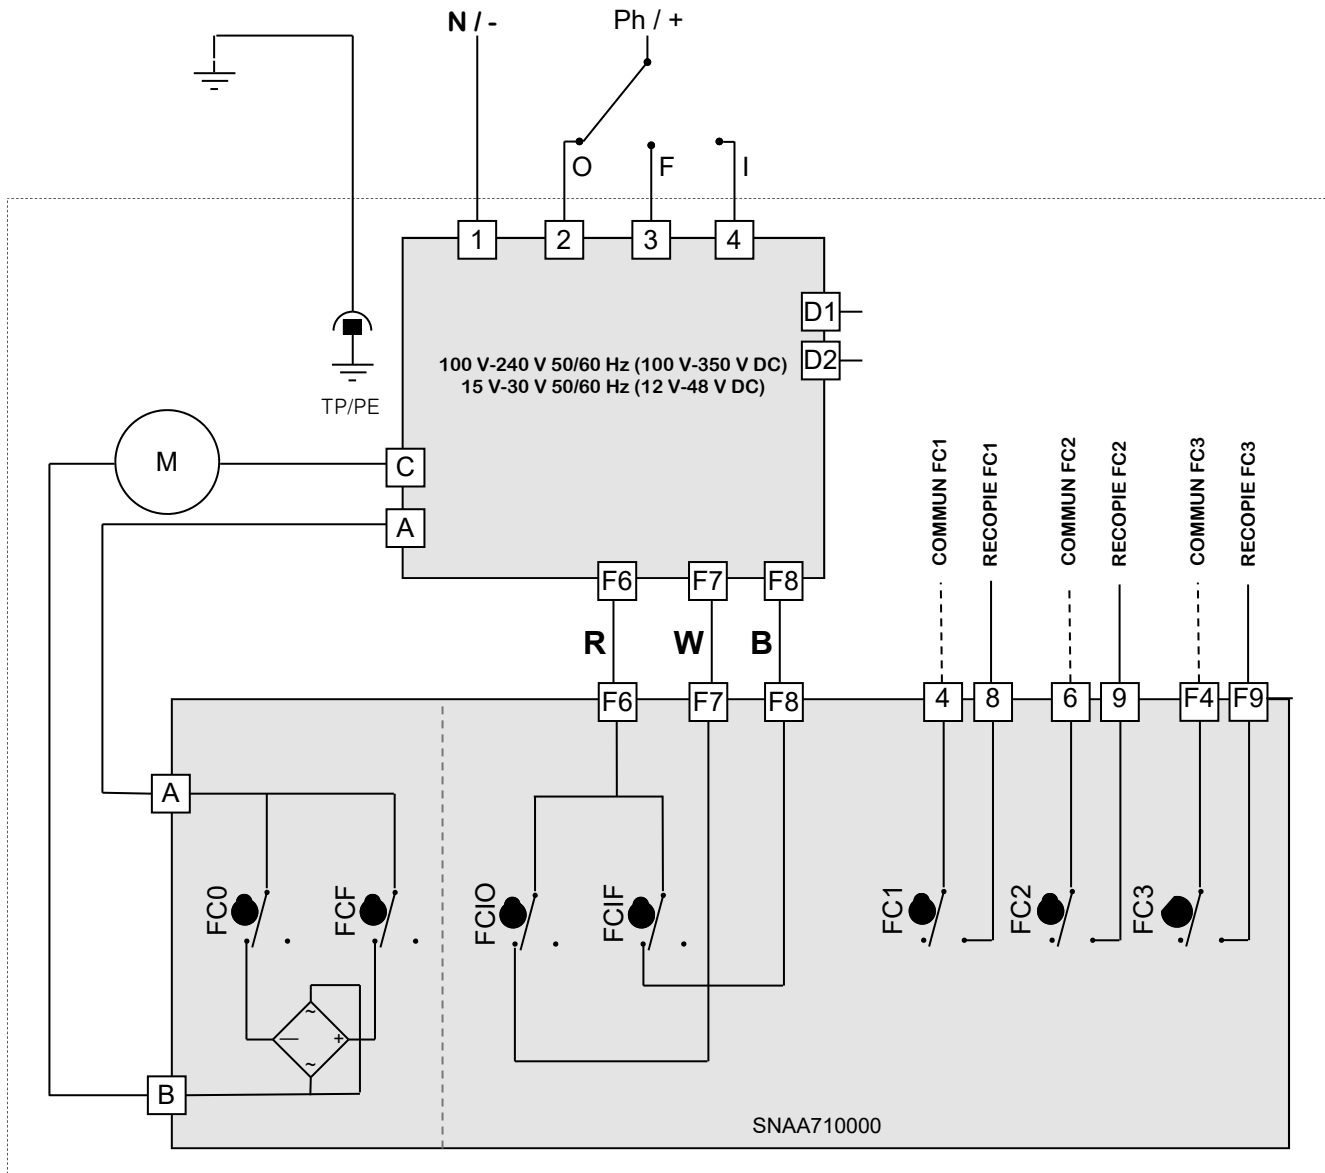 N / -
Ph / +
O
F
I
1
2
3
4
D1
D2
100 V-240 V 50/60 Hz (100 V-350 V DC)
15 V-30 V 50/60 Hz (12 V-48 V DC)
TP/PE
M
C
A
F6
F7
F8
R
W
B
COMMUN FC1
RECOPIE FC1
COMMUN FC2
RECOPIE FC2
COMMUN FC3
RECOPIE FC3
F6
F7
F8
4
8
6
9
F4
F9
A
FC0
FCF
FCIO
FCIF
FC1
FC2
FC3
~
—
+
~
B
SNAA710000